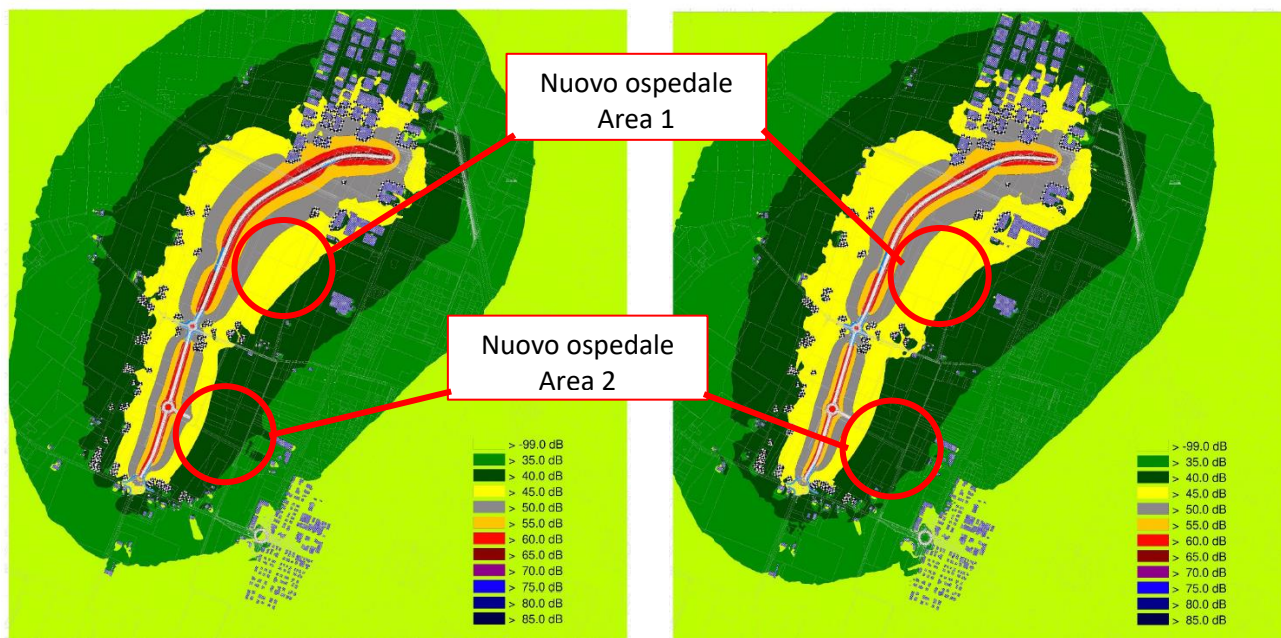 Nuovo ospedale
Area 1
Nuovo ospedale
Area 2
> -99.0 dB
> 35.0 dB
> 40.0 dB
> 45.0 dB
> 50.0 dB
> 55.0 dB
> 60.0 dB
> 65.0 dB
> 70.0 dB
> 75.0 dB
> 80.0 dB
> 85.0 dB
> -99.0 dB
> 35.0 dB
> 40.0 dB
> 45.0 dB
> 50.0 dB
> 55.0 dB
> 60.0 dB
> 65.0 dB
> 70.0 dB
> 75.0 dB
> 80.0 dB
> 85.0 dB